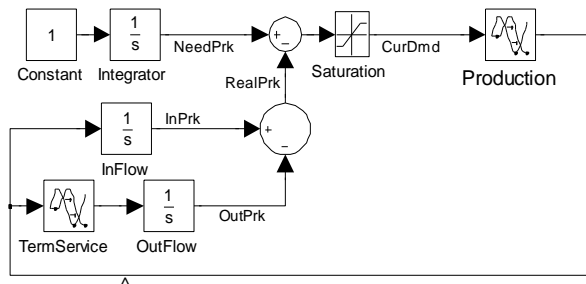 1
1
s
NeedPrk
+
−
CurDmd
Constant
Integrator
Saturation
Production
RealPrk
1
s
InPrk
+
−
InFlow
1
s
OutPrk
TermService
OutFlow